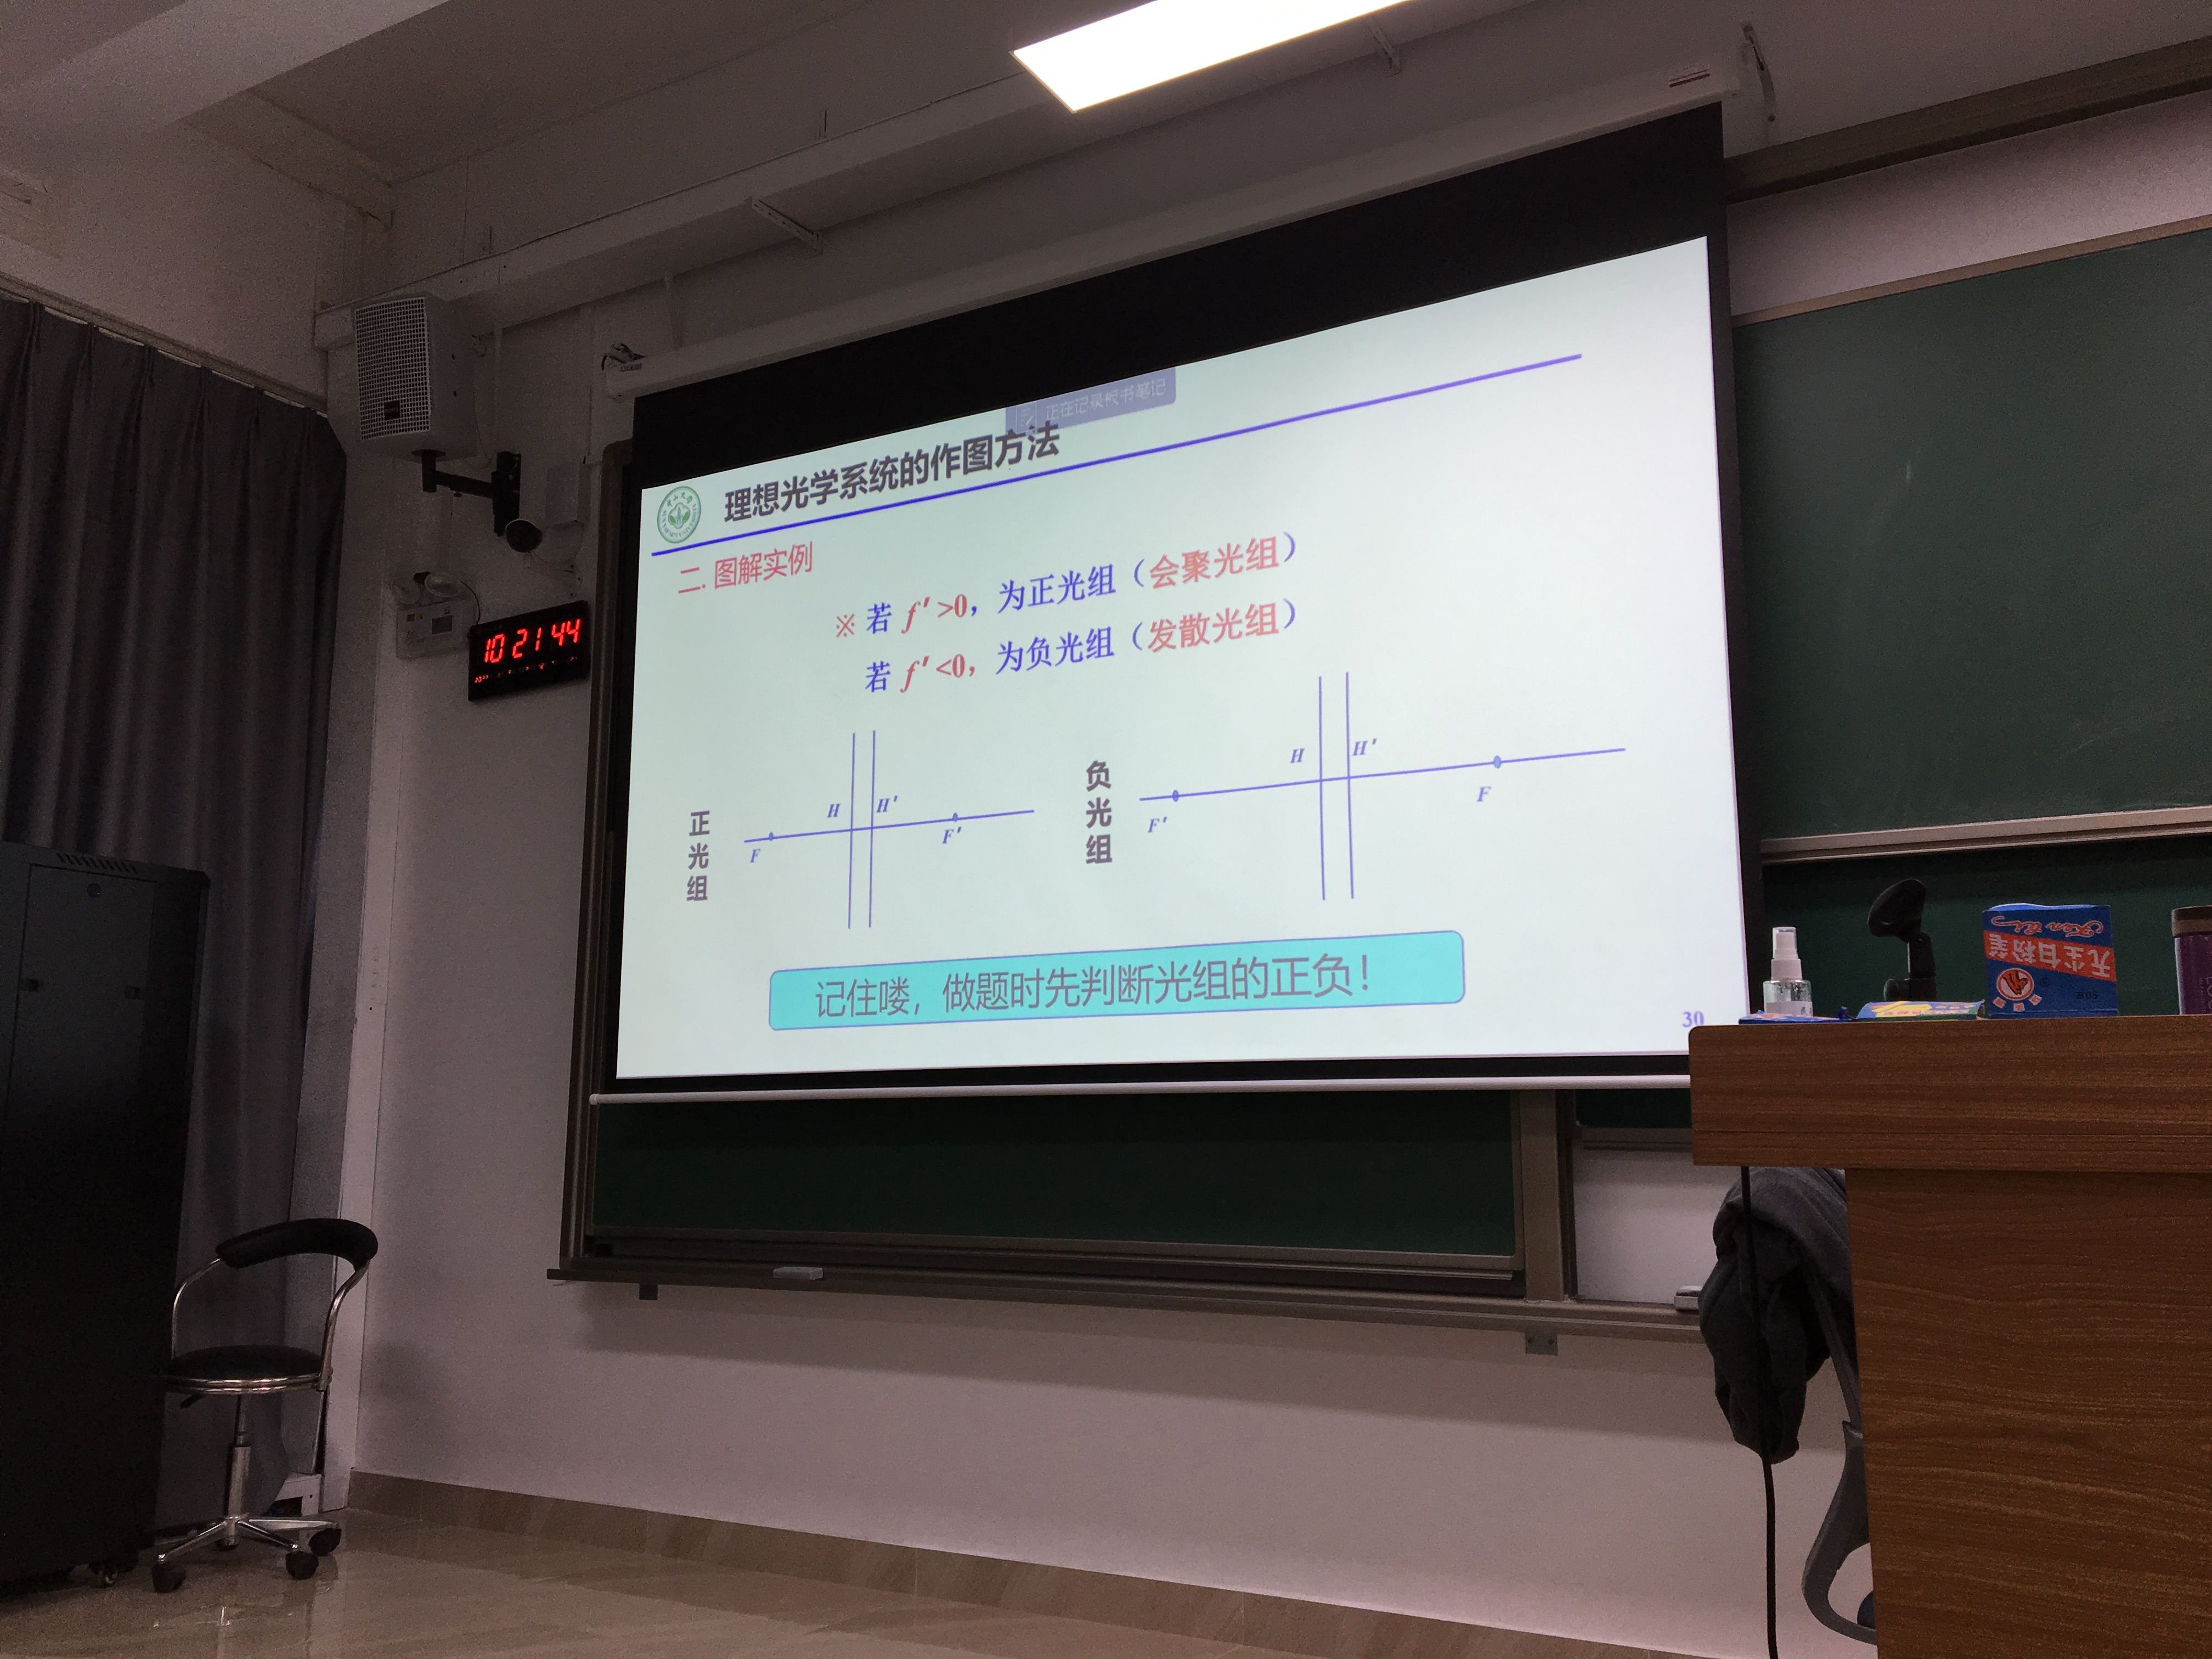 正在记录板书笔记
理想光学系统的作图方法
二. 图解实例
※ 若 f′>0，为正光组（会聚光组）
若 f′<0，为负光组（发散光组）
正光组
H H′
F F′
负光组
H H′
F′ F
记住喽，做题时先判断光组的正负！
30
10 21 44
无尘白粉笔